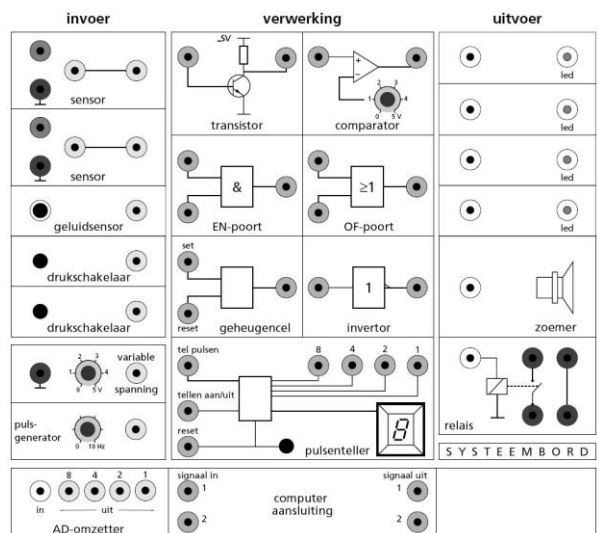 invoer
verwerking
uitvoer
sensor
sensor
geluidsensor
drukschakelaar
drukschakelaar
0 1 2 3 4 5 V
variable
spanning
puls-
generator
0 10 Hz
8 4 2 1
in
uit
AD-omzetter
5V
transistor
+
−
0 1 2 3 4 5 V
comparator
&
EN-poort
≥1
OF-poort
set
reset
geheugencel
1
invertor
tel pulsen
8 4 2 1
tellen aan/uit
reset
8
pulsenteller
signaal in
1
2
computer
aansluiting
signaal uit
1
2
led
led
led
led
zoemer
relais
SYSTEEMBORD